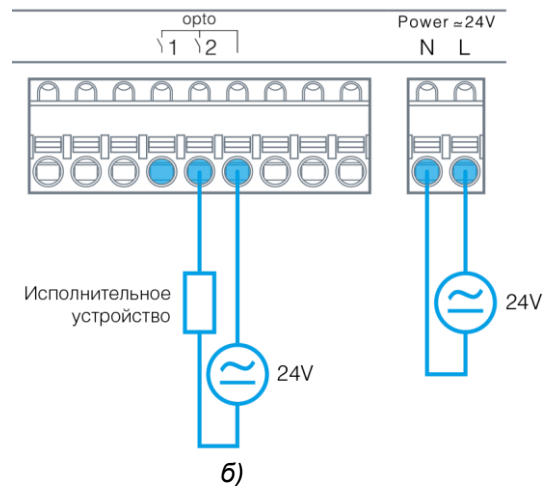 opto
1 2
Power ≃24V
N L
Исполнительное
устройство
24V
24V
б)